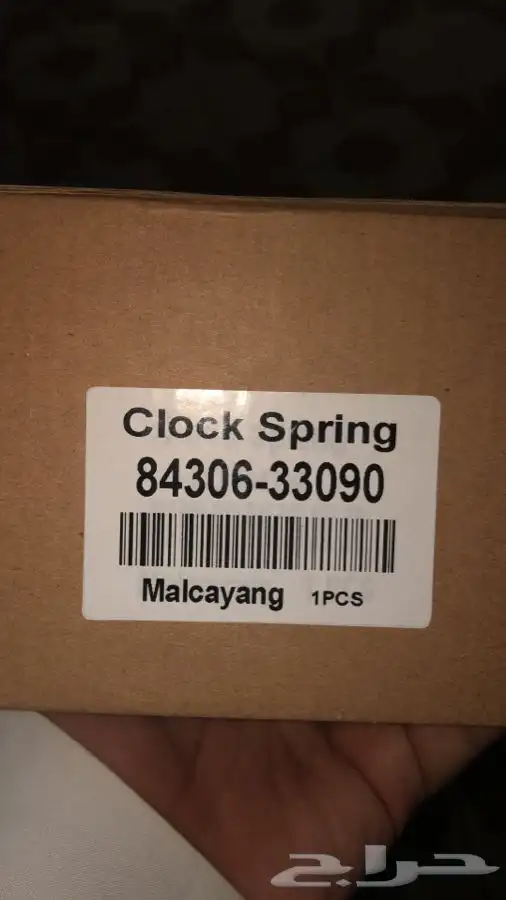 Clock Spring
84306-33090
Malcayang 1PCS
حراج